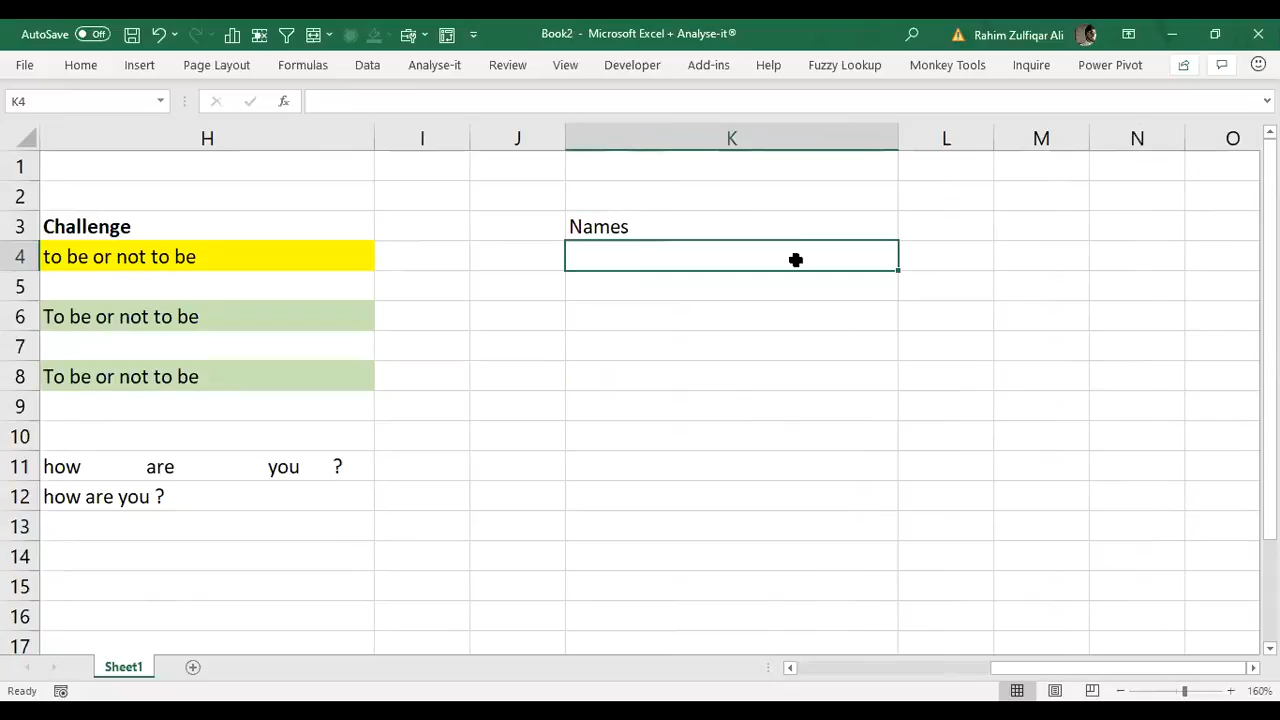 AutoSave Off Book2 - Microsoft Excel + Analyse-it® Rahim Zulfiqar Ali
File Home Insert Page Layout Formulas Data Analyse-it Review View Developer Add-ins Help Fuzzy Lookup Monkey Tools Inquire Power Pivot
K4 fx
H I J K L M N O
1
2
3 Challenge Names
4 to be or not to be
5
6 To be or not to be
7
8 To be or not to be
9
10
11 how are you ?
12 how are you ?
13
14
15
16
17
Sheet1
Ready 160%